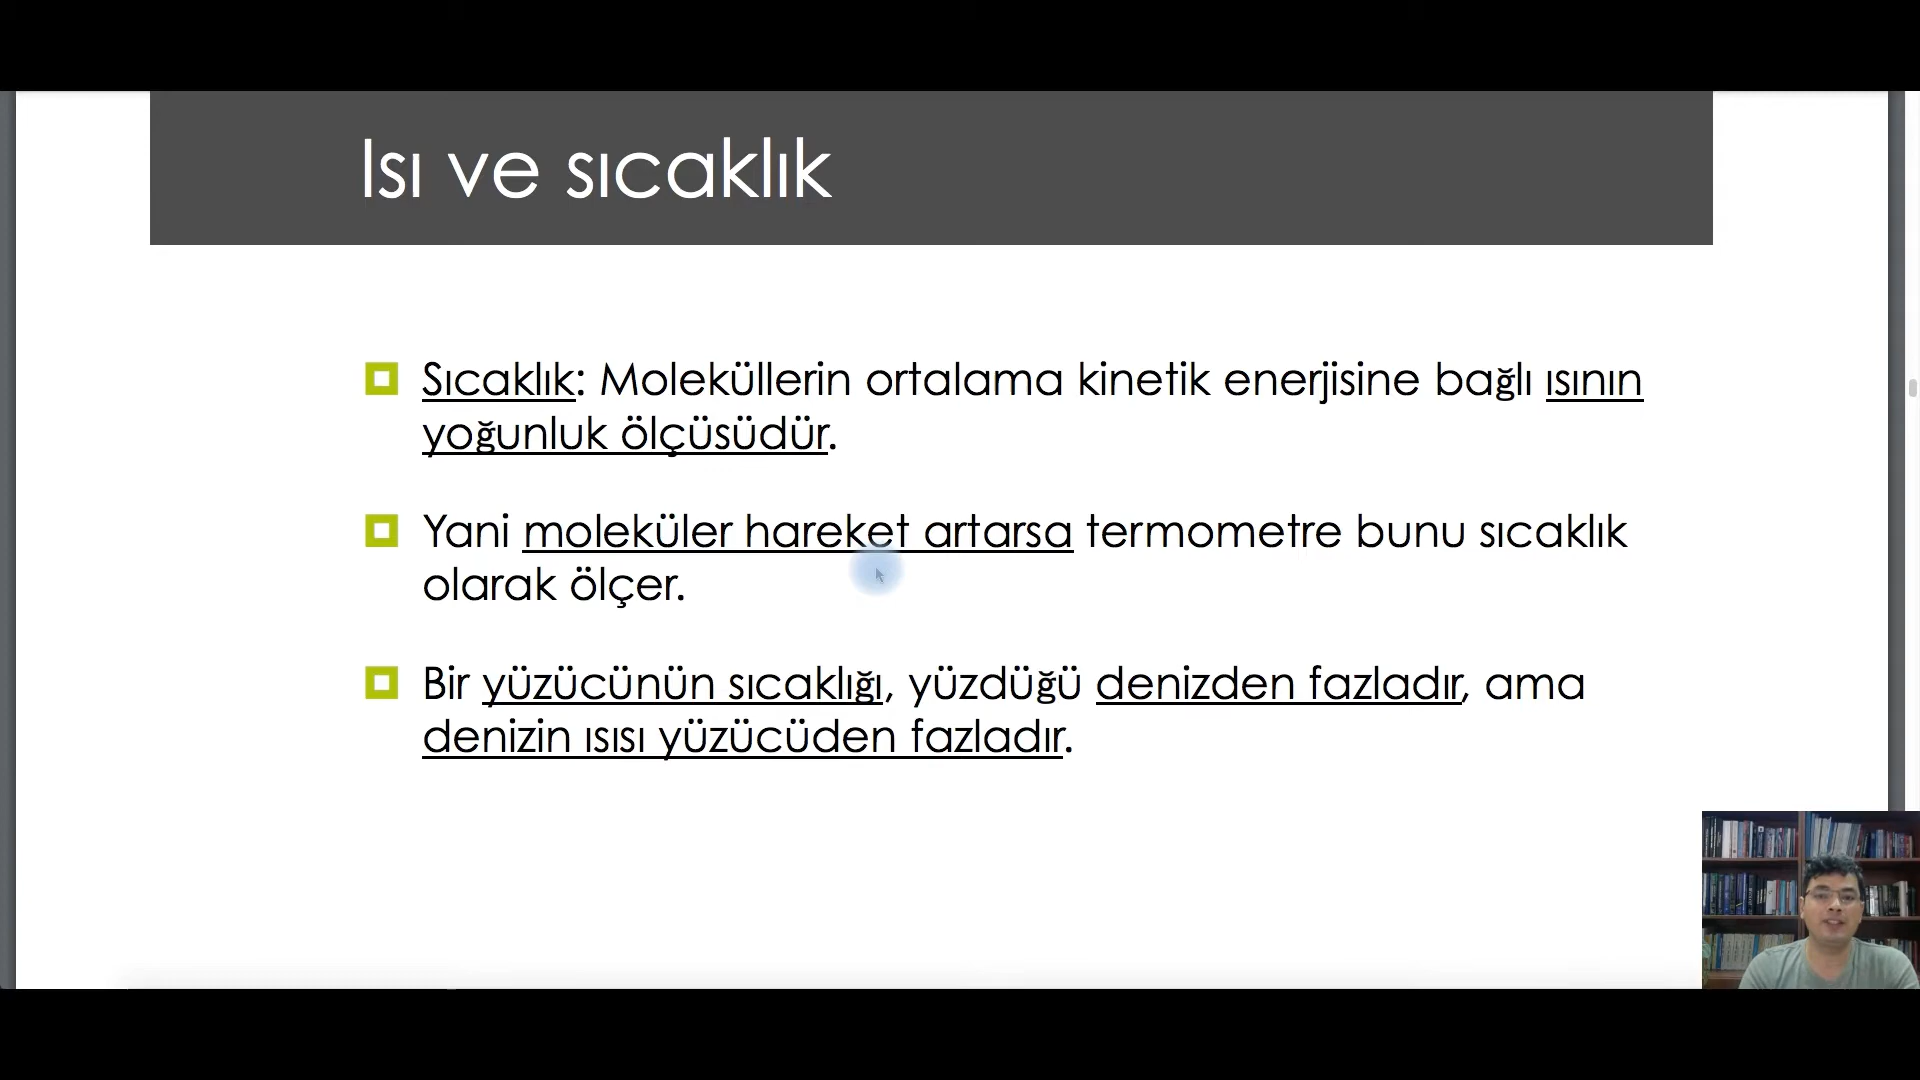 Isı ve sıcaklık
Sıcaklık: Moleküllerin ortalama kinetik enerjisine bağlı ısının
yoğunluk ölçüsüdür.
Yani moleküler hareket artarsa termometre bunu sıcaklık
olarak ölçer.
Bir yüzücünün sıcaklığı, yüzdüğü denizden fazladır, ama
denizin ısısı yüzücüden fazladır.